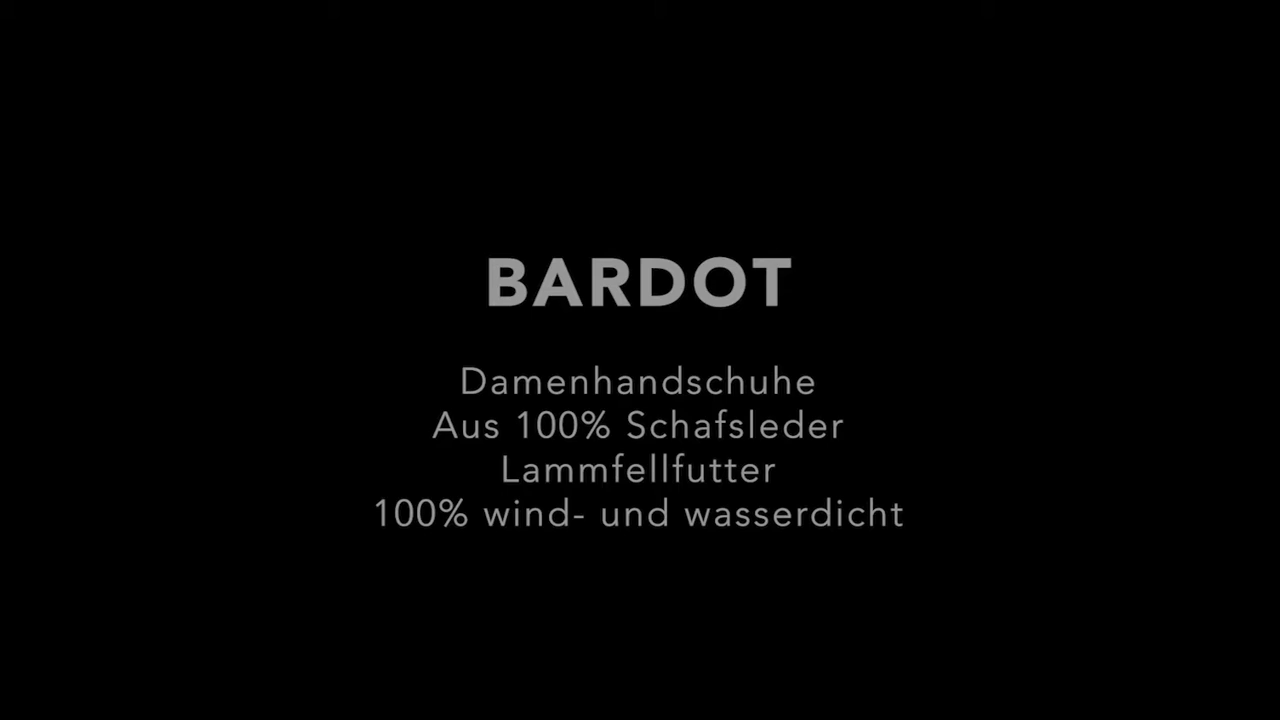 BARDOT
Damenhandschuhe
Aus 100% Schafsleder
Lammfellfutter
100% wind- und wasserdicht